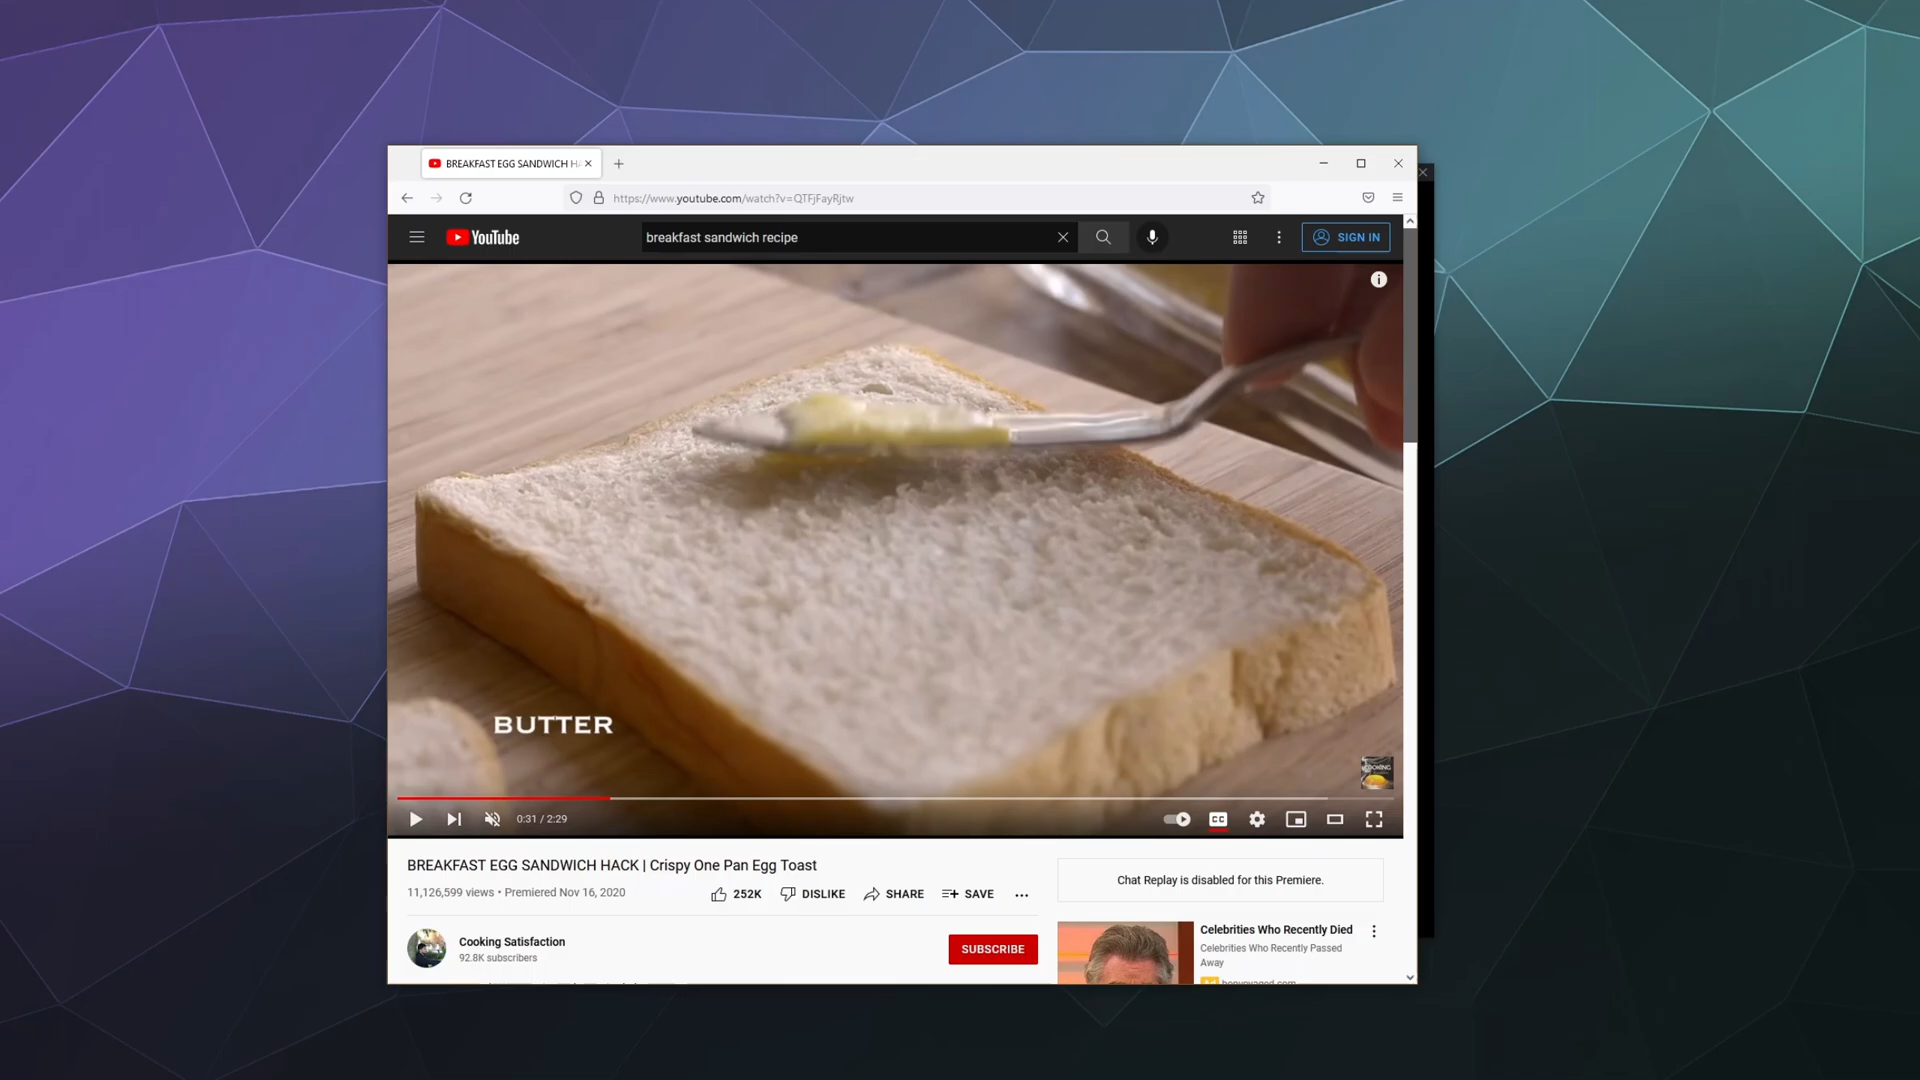 BREAKFAST EGG SANDWICH H
https://www.youtube.com/watch?v=QTFjFayRjtw
YouTube
breakfast sandwich recipe
SIGN IN
i
BUTTER
COOKING
0:31 / 2:29
CC
BREAKFAST EGG SANDWICH HACK | Crispy One Pan Egg Toast
11,126,599 views • Premiered Nov 16, 2020
252K
DISLIKE
SHARE
SAVE
Chat Replay is disabled for this Premiere.
Cooking Satisfaction
92.8K subscribers
SUBSCRIBE
Celebrities Who Recently Died
Celebrities Who Recently Passed
Away